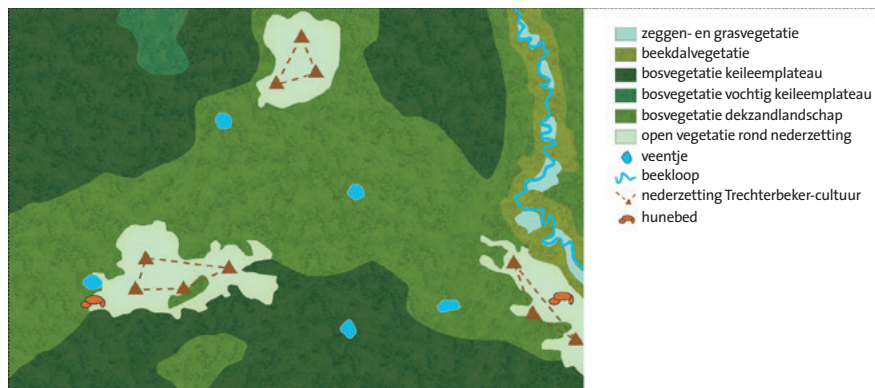 zeggen- en grasvegetatie
beekdalvegetatie
bosvegetatie keileemplateau
bosvegetatie vochtig keileemplateau
bosvegetatie dekzandlandschap
open vegetatie rond nederzetting
veentje
beekloop
nederzetting Trechterbeker-cultuur
hunebed